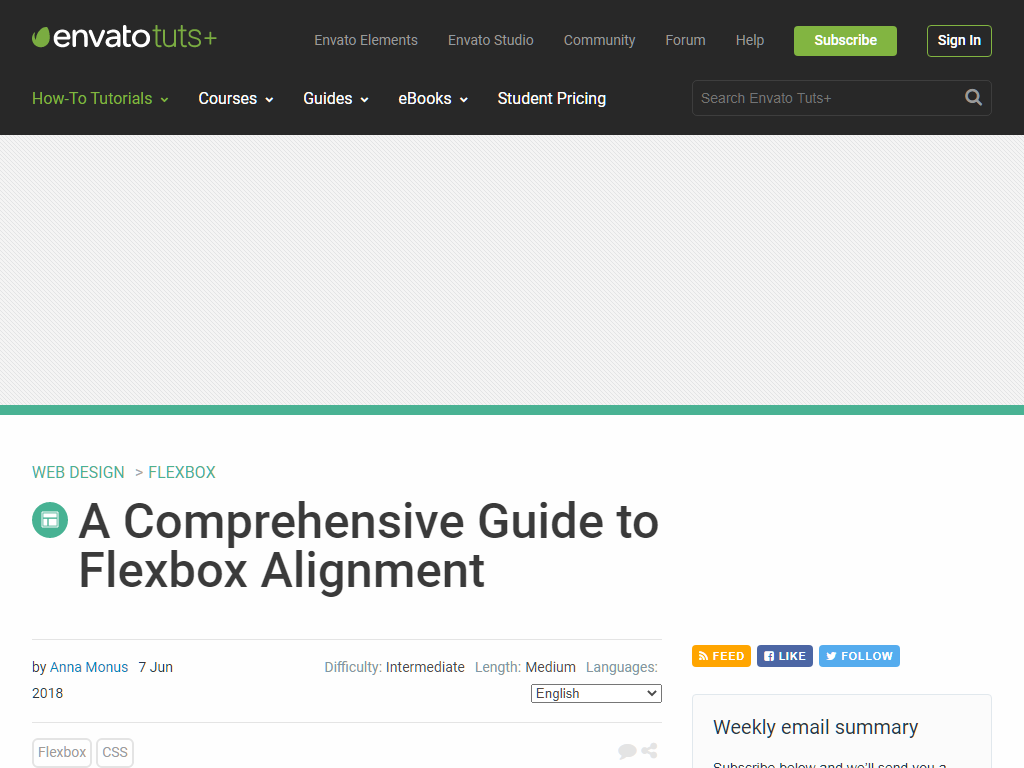 envatotuts+
Envato Elements Envato Studio Community Forum Help Subscribe Sign In
How-To Tutorials Courses Guides eBooks Student Pricing Search Envato Tuts+
WEB DESIGN > FLEXBOX
A Comprehensive Guide to
Flexbox Alignment
by Anna Monus 7 Jun
2018
Difficulty: Intermediate Length: Medium Languages:
English
Flexbox CSS
FEED LIKE FOLLOW
Weekly email summary
Subscribe below and we'll send you a